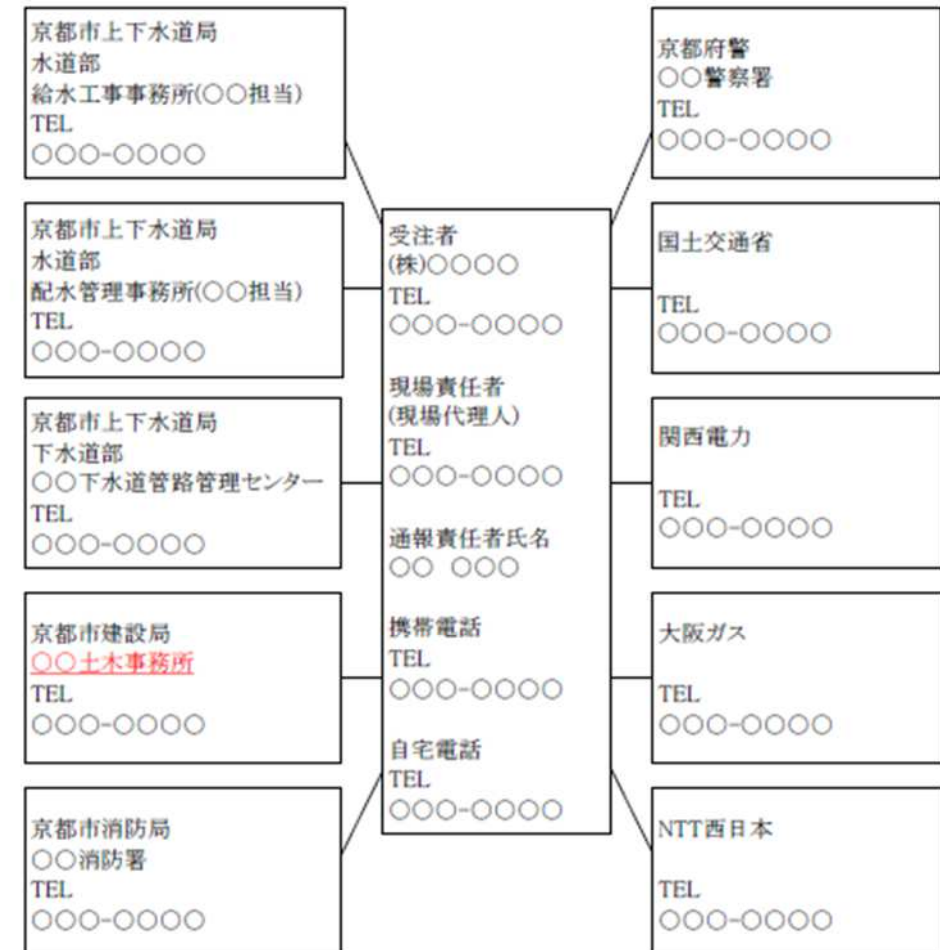 京都市上下水道局
水道部
給水工事事務所(○○担当)
TEL
○○○-○○○○
京都市上下水道局
水道部
配水管理事務所(○○担当)
TEL
○○○-○○○○
京都市上下水道局
下水道部
○○下水道管路管理センター
TEL
○○○-○○○○
京都市建設局
○○土木事務所
TEL
○○○-○○○○
京都市消防局
○○消防署
TEL
○○○-○○○○
受注者
(株)○○○○
TEL
○○○-○○○○
現場責任者
(現場代理人)
TEL
○○○-○○○○
通報責任者氏名
○○ ○○○
携帯電話
TEL
○○○-○○○○
自宅電話
TEL
○○○-○○○○
京都府警
○○警察署
TEL
○○○-○○○○
国土交通省
TEL
○○○-○○○○
関西電力
TEL
○○○-○○○○
大阪ガス
TEL
○○○-○○○○
NTT西日本
TEL
○○○-○○○○